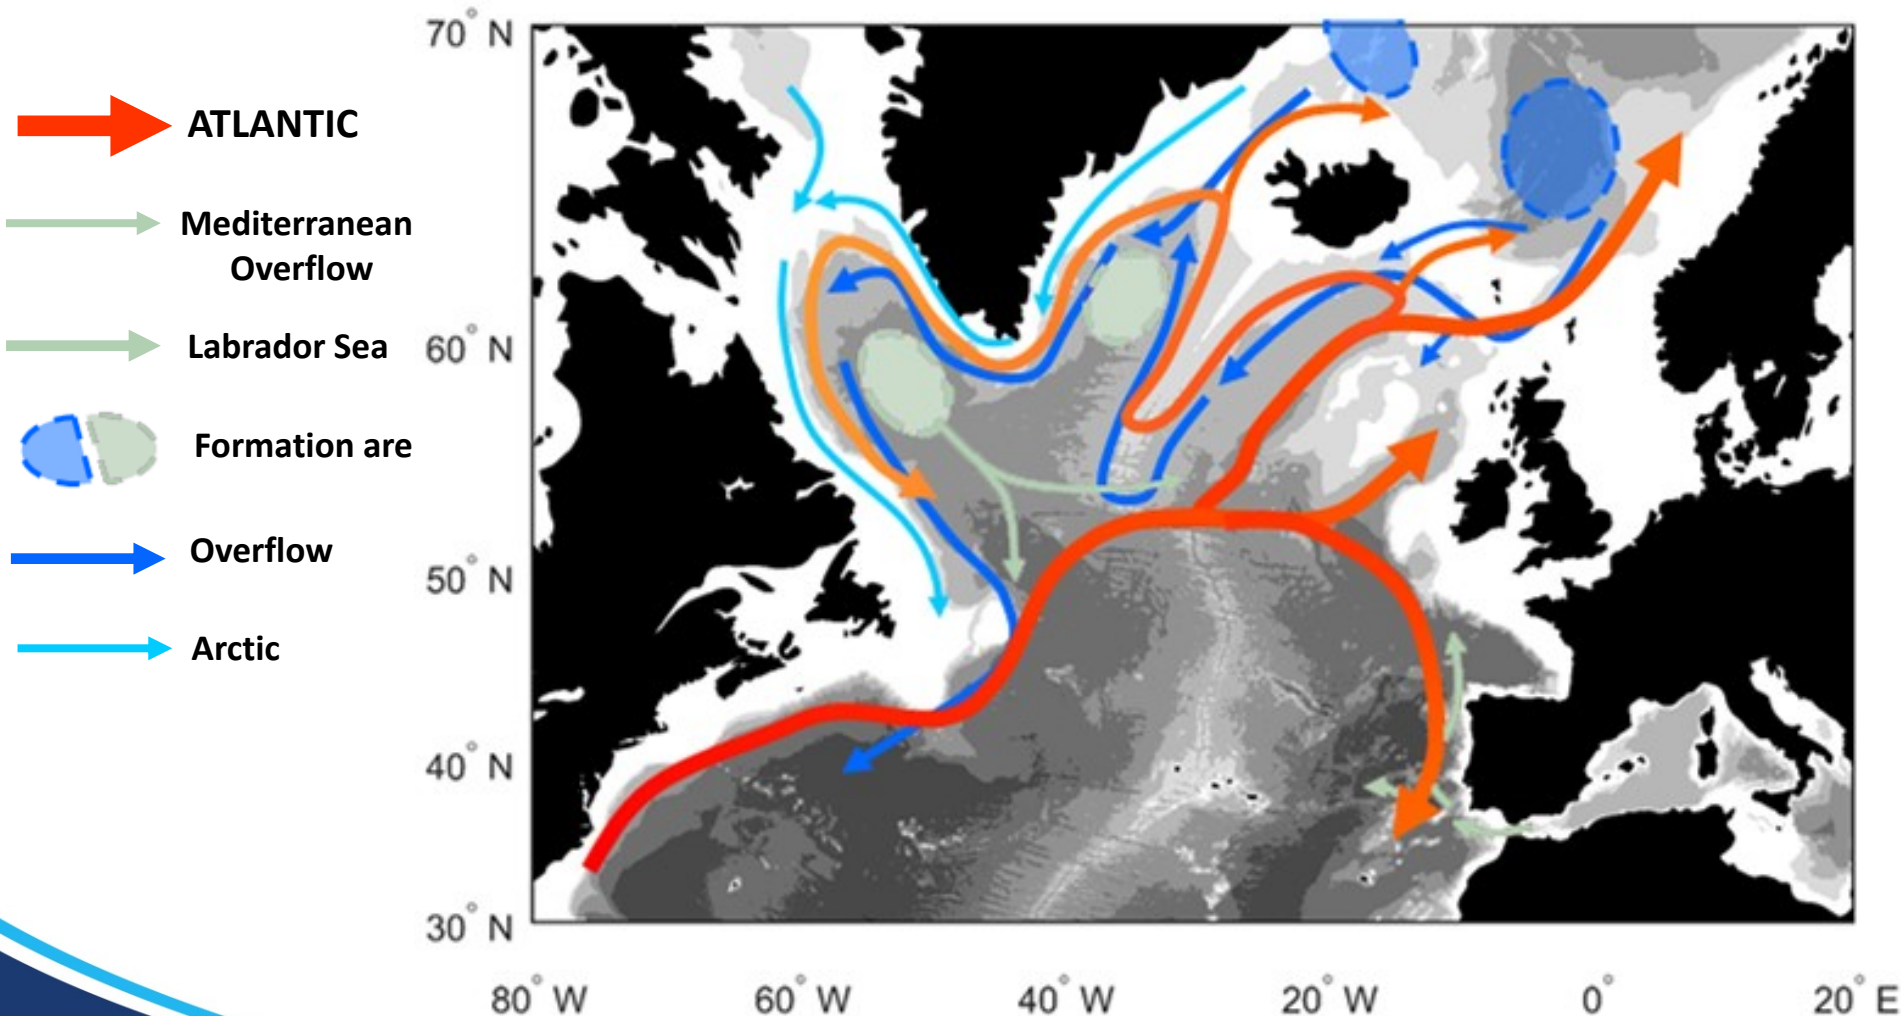 ATLANTIC
Mediterranean
Overflow
Labrador Sea
Formation are
Overflow
Arctic
70° N
60° N
50° N
40° N
30° N
80° W
60° W
40° W
20° W
0°
20° E